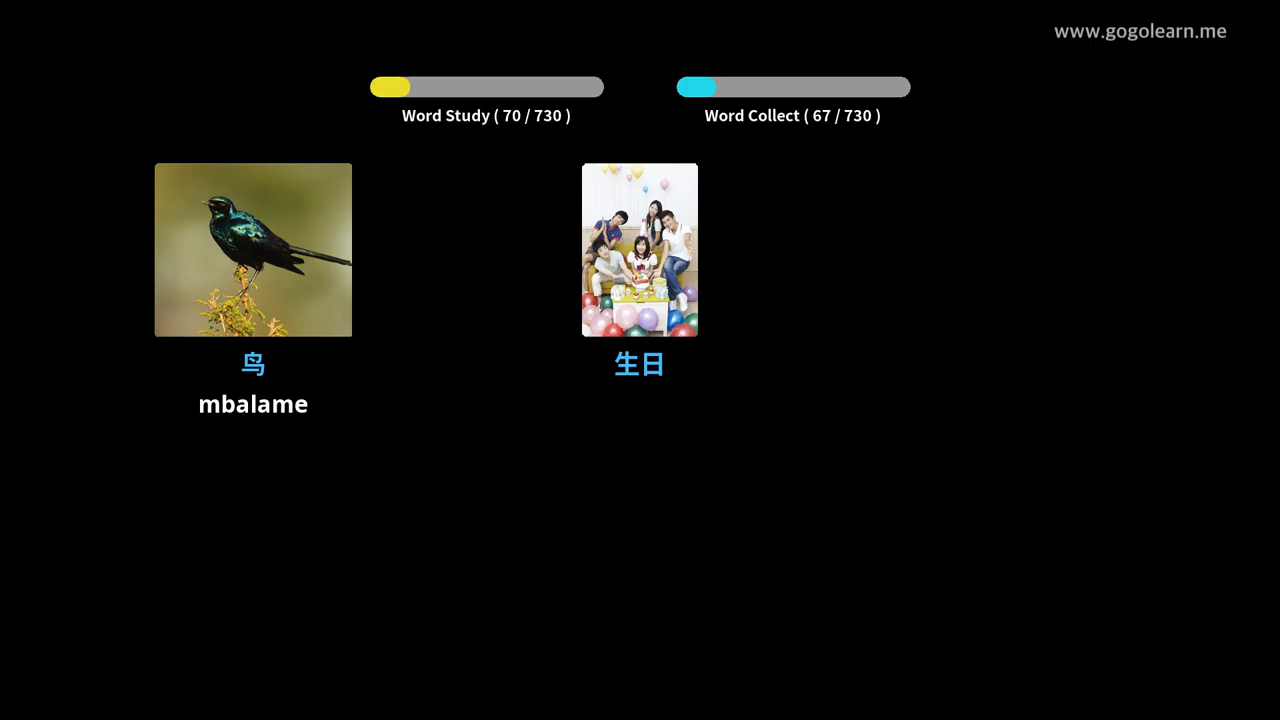 www.gogolearn.me
Word Study ( 70 / 730 )
Word Collect ( 67 / 730 )
鸟
mbalame
生日